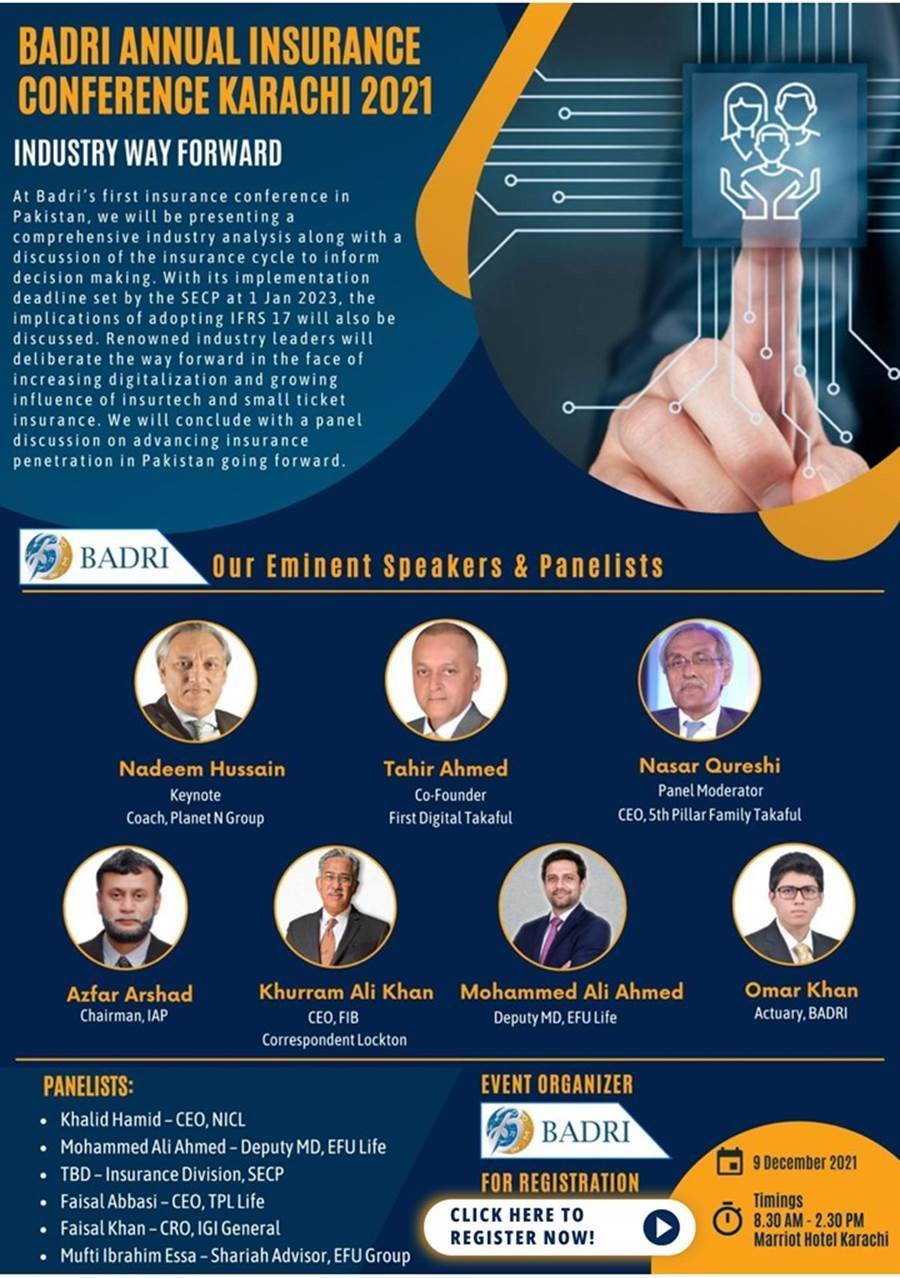 BADRI ANNUAL INSURANCE
CONFERENCE KARACHI 2021
INDUSTRY WAY FORWARD
At Badri's first insurance conference in
Pakistan, we will be presenting a
comprehensive industry analysis along with a
discussion of the insurance cycle to inform
decision making. With its implementation
deadline set by the SECP at 1 Jan 2023, the
implications of adopting IFRS 17 will also be
discussed. Renowned industry leaders will
deliberate the way forward in the face of
increasing digitalization and growing
influence of insurtech and small ticket
insurance. We will conclude with a panel
discussion on advancing insurance
penetration in Pakistan going forward.
BADRI
Our Eminent Speakers & Panelists
Nadeem Hussain
Keynote
Coach, Planet N Group
Tahir Ahmed
Co-Founder
First Digital Takaful
Nasar Qureshi
Panel Moderator
CEO, 5th Pillar Family Takaful
Azfar Arshad
Chairman, IAP
Khurram Ali Khan
CEO, FIB
Correspondent Lockton
Mohammed Ali Ahmed
Deputy MD, EFU Life
Omar Khan
Actuary, BADRI
PANELISTS:
• Khalid Hamid – CEO, NICL
• Mohammed Ali Ahmed – Deputy MD, EFU Life
• TBD – Insurance Division, SECP
• Faisal Abbasi – CEO, TPL Life
• Faisal Khan – CRO, IGI General
• Mufti Ibrahim Essa – Shariah Advisor, EFU Group
EVENT ORGANIZER
BADRI
FOR REGISTRATION
CLICK HERE TO
REGISTER NOW!
9 December 2021
Timings
8.30 AM - 2.30 PM
Marriot Hotel Karachi